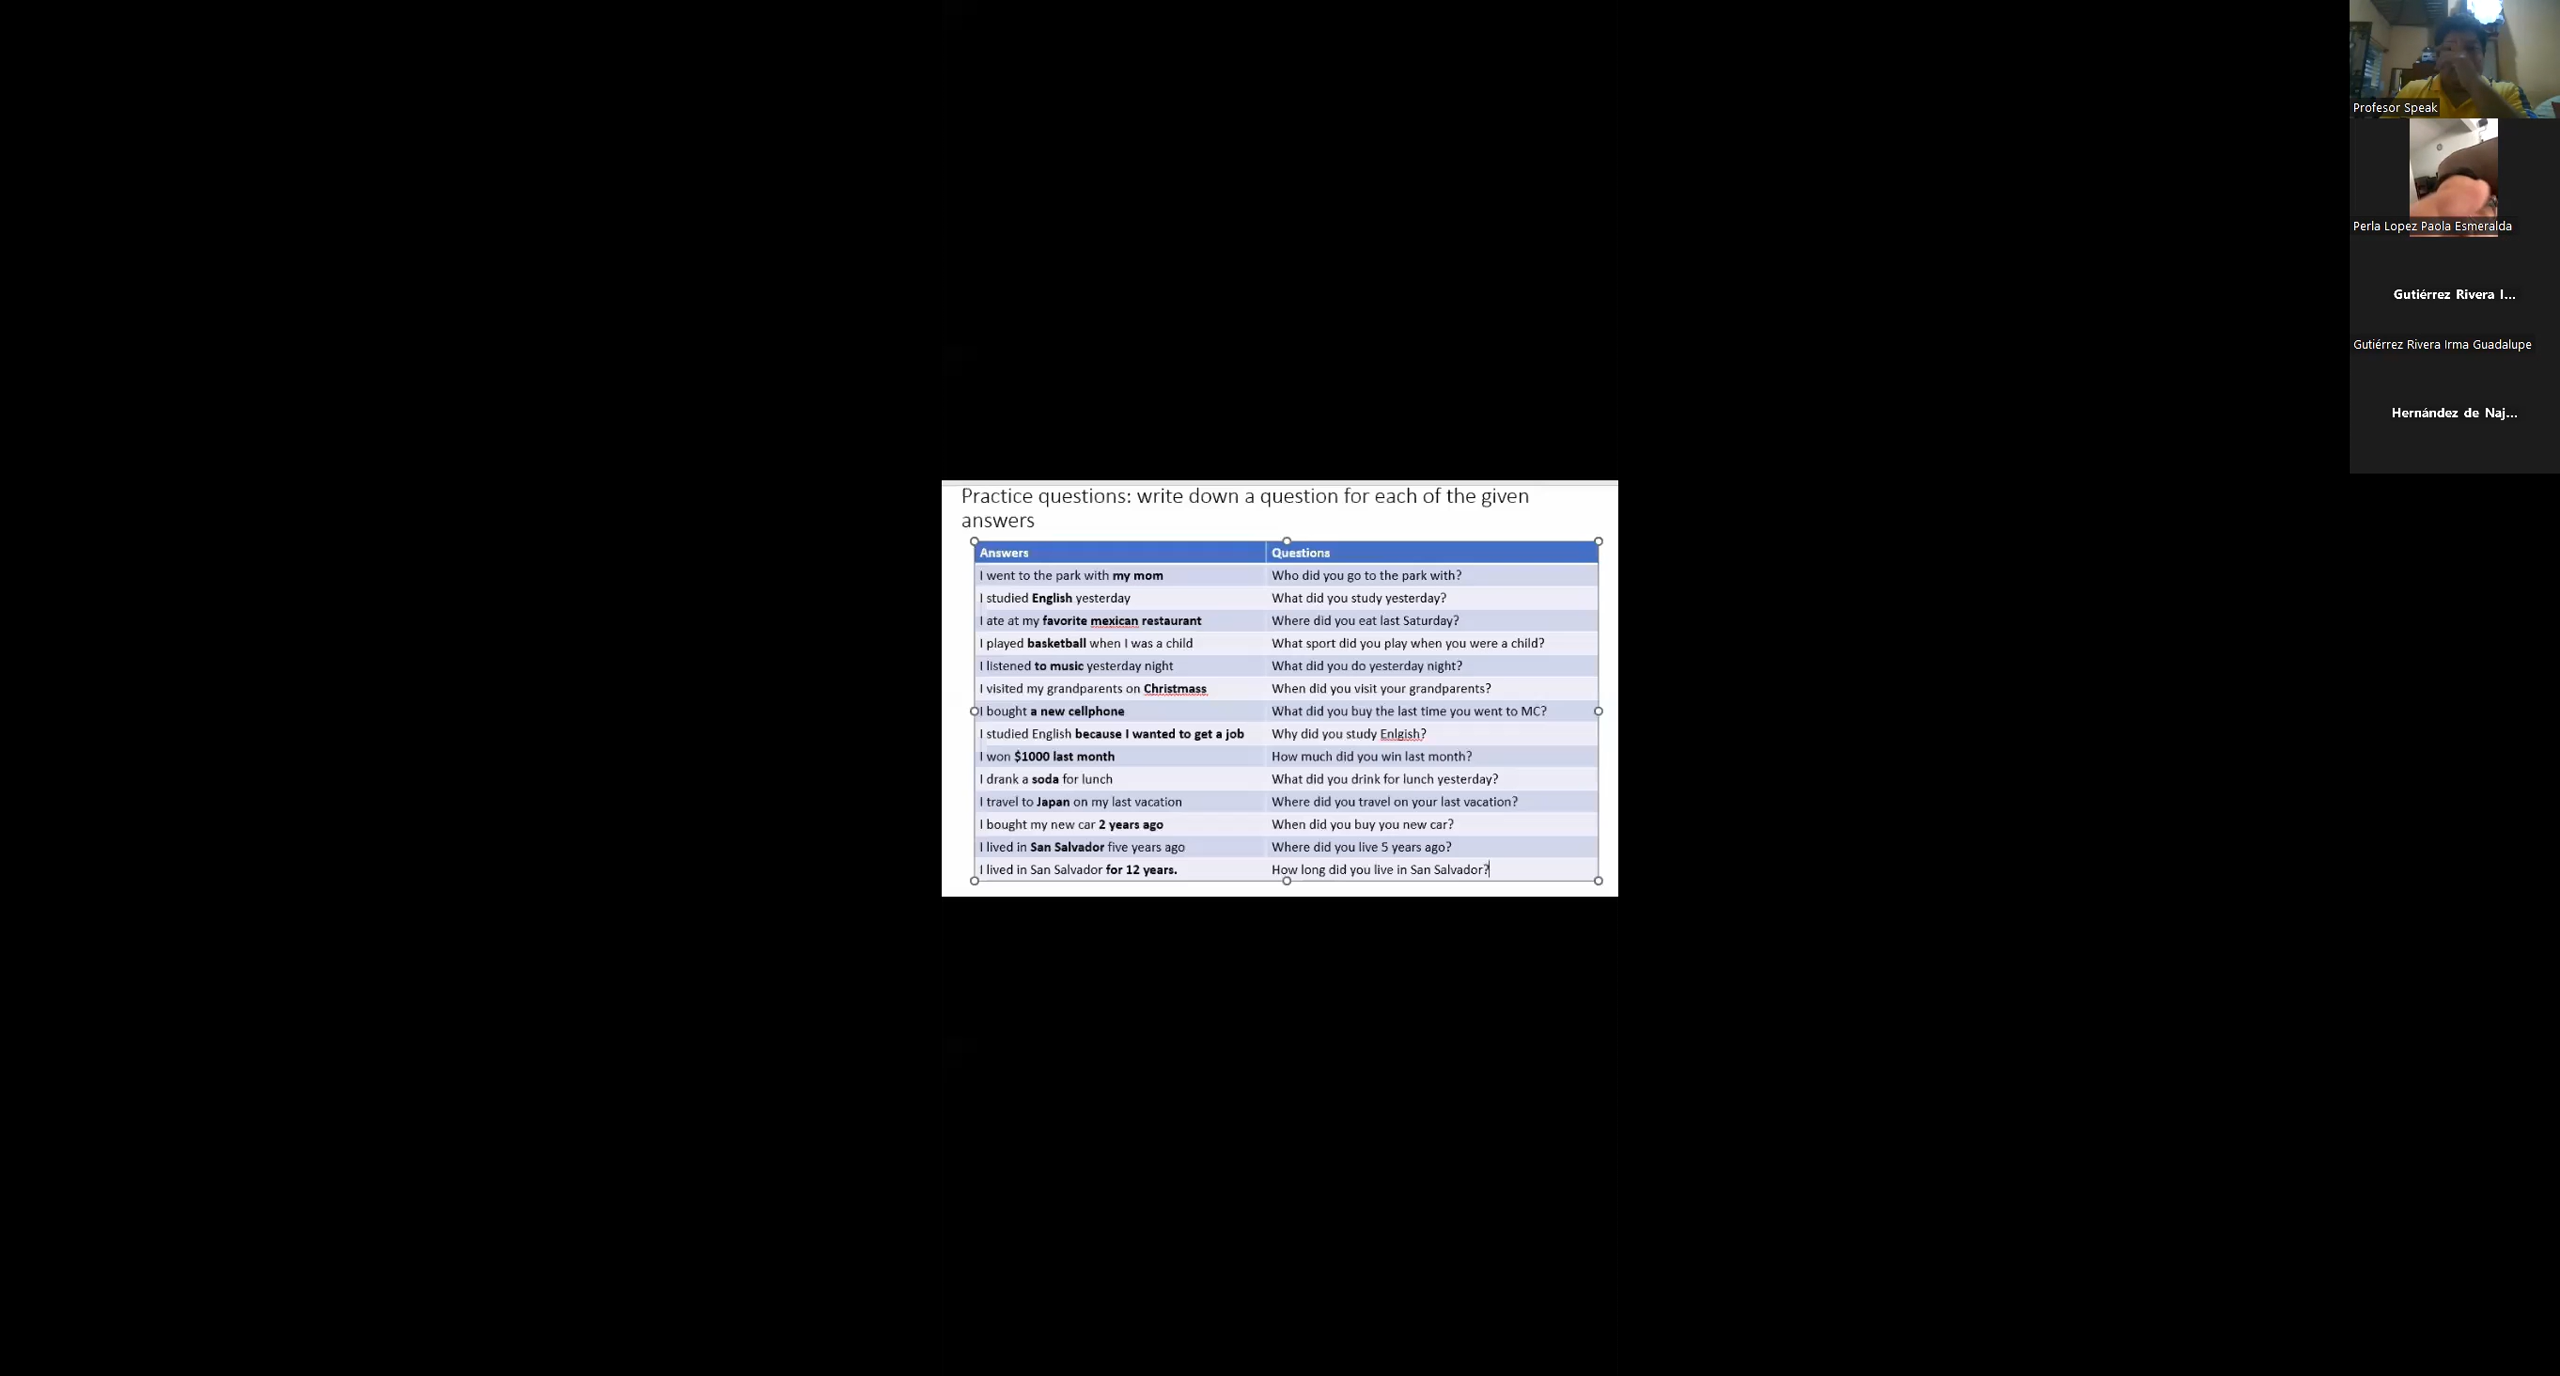 Profesor Speak
Perla Lopez Paola Esmeralda
Gutiérrez Rivera I...
Gutiérrez Rivera Irma Guadalupe
Hernández de Naj...
Practice questions: write down a question for each of the given
answers
Answers Questions
I went to the park with my mom Who did you go to the park with?
I studied English yesterday What did you study yesterday?
I ate at my favorite mexican restaurant Where did you eat last Saturday?
I played basketball when I was a child What sport did you play when you were a child?
I listened to music yesterday night What did you do yesterday night?
I visited my grandparents on Christmass When did you visit your grandparents?
I bought a new cellphone What did you buy the last time you went to MC?
I studied English because I wanted to get a job Why did you study Enlgish?
I won $1000 last month How much did you win last month?
I drank a soda for lunch What did you drink for lunch yesterday?
I travel to Japan on my last vacation Where did you travel on your last vacation?
I bought my new car 2 years ago When did you buy you new car?
I lived in San Salvador five years ago Where did you live 5 years ago?
I lived in San Salvador for 12 years. How long did you live in San Salvador?